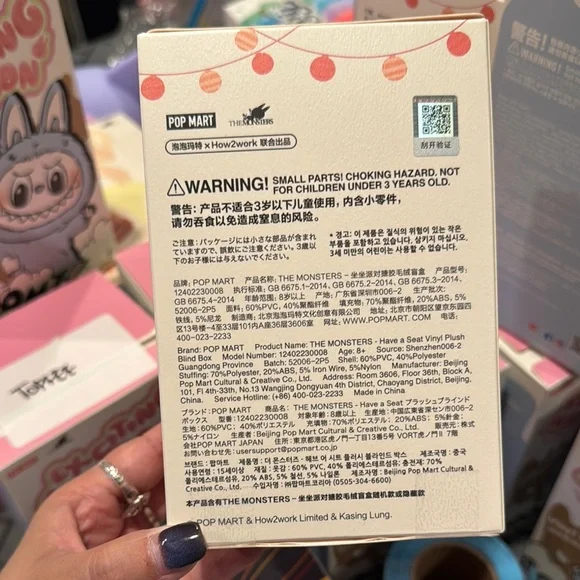 POP MART
THE MONSTERS
泡泡玛特 × How2work 联合出品
刮开验证
WARNING! SMALL PARTS! CHOKING HAZARD. NOT
FOR CHILDREN UNDER 3 YEARS OLD.
警告: 产品不适合3岁以下儿童使用, 内含小零件,
请勿吞食以免造成窒息的风险。
ご注意: パッケージには小さな部品が含まれ
ていますので、誤飲にご注意ください。3歳以
下のお子様には与えないでください。
• 경고: 이 제품은 질식의 위험이 있는 작은
부품을 포함하고 있습니다. 삼키지 마십시오.
3세 미만의 어린이는 사용할 수 없습니다.
品牌: POP MART 产品名称: THE MONSTERS - 坐坐派对搪胶毛绒盲盒 产品型号:
12402230008 执行标准: GB 6675.1–2014、GB 6675.2–2014、GB 6675.3–2014、
GB 6675.4–2014 年龄范围: 8岁以上 产地: 广东省深圳市006-2 生产批次:
52006-2P5 面料: 60%PVC, 40%聚酯纤维 填充物: 70%聚酯纤维, 20%ABS, 5%
铁线, 5%尼龙 制造商: 北京泡泡玛特文化创意有限公司 地址: 北京市朝阳区望京东园四
区13号楼-4至33层101内A座36层3606室 网址: WWW.POPMART.COM 电话:
400-023-2233
Brand: POP MART Product Name: THE MONSTERS - Have a Seat Vinyl Plush
Blind Box Model Number: 12402230008 Age: 8+ Source: Shenzhen006-2
Guangdong Province Batch: 52006-2P5 Shell: 60%PVC, 40%Polyester
Stuffing: 70%Polyester, 20%ABS, 5% Iron Wire, 5%Nylon Manufacturer: Beijing
Pop Mart Cultural & Creative Co., Ltd. Address: Room 3606, Floor 36th, Block A,
101, Fl 4th-33th, No.13 Wangjing Dongyuan 4th District, Chaoyang District, Beijing,
China. Service Hotline: (+86) 400-023-2233 Made in China
ブランド: POP MART 商品名: THE MONSTERS - Have a Seat プラッシュブラインド
ボックス 型番: 12402230008 対象年齢: 8歳以上 生産地: 中国広東省深セン市006-2
生地: 60%PVC; 40%ポリエステル 充填物: 70%ポリエステル; 20%ABS; 5%針金;
5%ナイロン 生産者: Beijing Pop Mart Cultural & Creative Co., Ltd. 販売元: 株式会
社POP MART JAPAN 住所: 東京都港区虎ノ門一丁目13番5号 VORT虎ノ門II 7階
お問い合わせ先: usersupport@popmart.com
브랜드: 팝마트 제품명: 더 몬스터즈 - 해브 어 시트 플러시 블라인드 박스 제조국: 중국
사용연령: 15세이상 재질: 겉감: 60% PVC, 40% 폴리에스테르섬유; 충전재: 70%
폴리에스테르섬유, 20% ABS, 5% 철선, 5% 나일론 제조자명: Beijing Pop Mart Cultural &
Creative Co., Ltd. 수입자명: ㈜팝마트코리아 (0505-304-6600)
本产品含有THE MONSTERS - 坐坐派对搪胶毛绒盲盒随机款或隐藏款
POP MART & How2work Limited & Kasing Lung.
TOFFEE
警告!
WARNING!